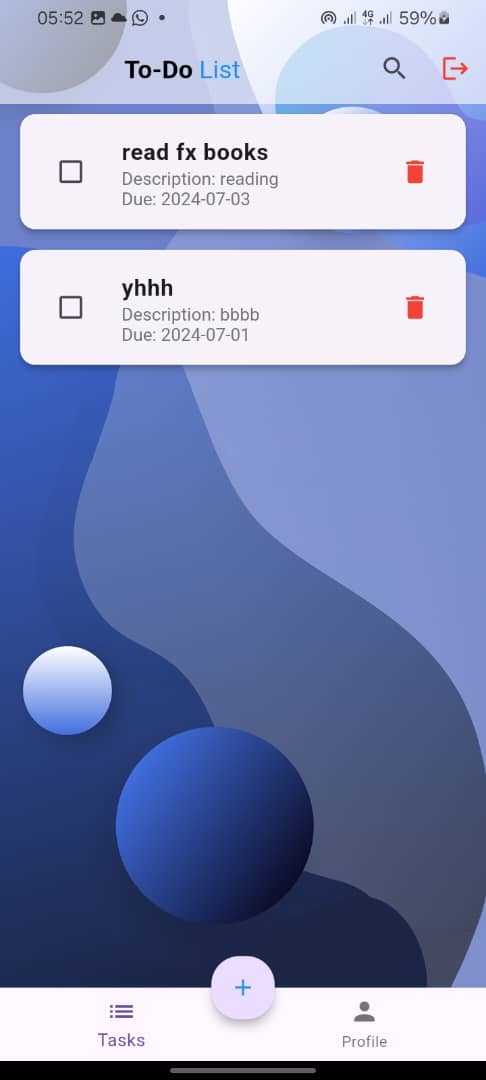 05:52 4G 59%
To-Do List
read fx books
Description: reading
Due: 2024-07-03
yhhh
Description: bbbb
Due: 2024-07-01
Tasks
Profile